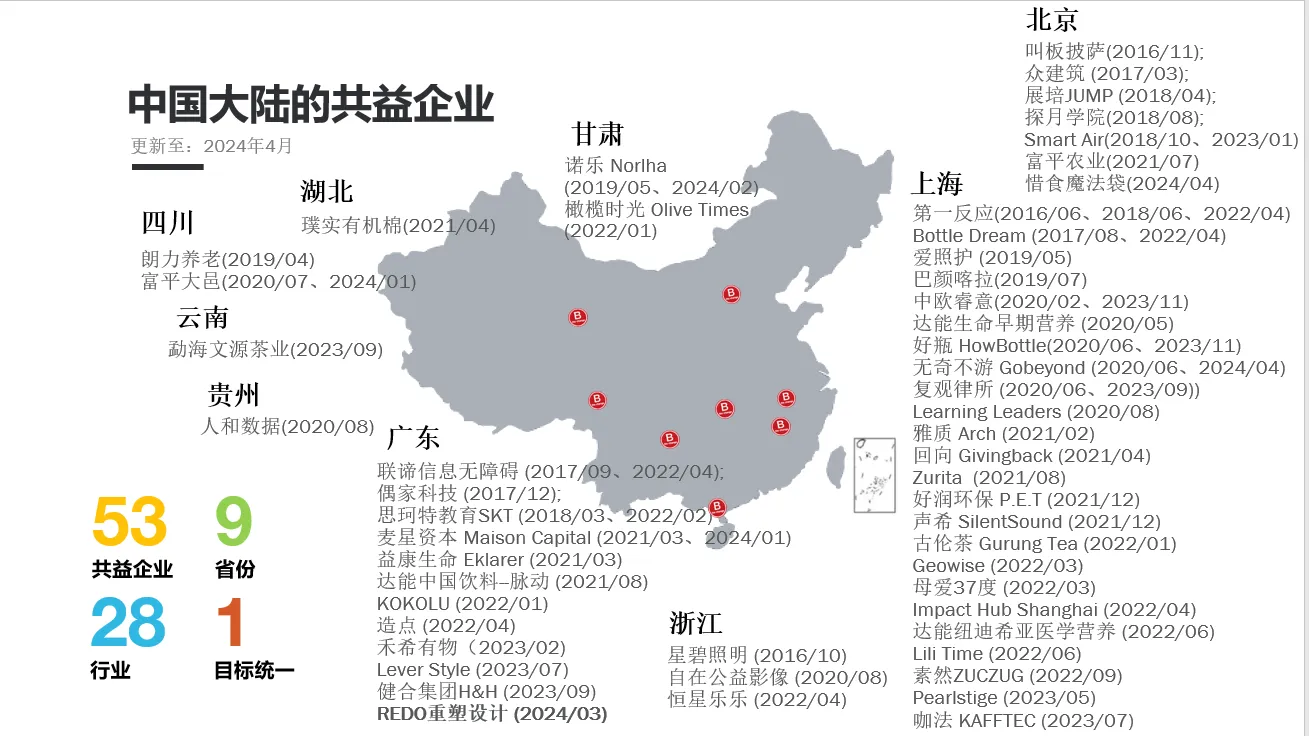 中国大陆的共益企业
更新至：2024年4月
北京
叫板披萨(2016/11);
众建筑 (2017/03);
展培JUMP (2018/04);
探月学院(2018/08);
Smart Air(2018/10、2023/01)
富平农业(2021/07)
惜食魔法袋(2024/04)
甘肃
诺乐 Norlha
(2019/05、2024/02)
橄榄时光 Olive Times
(2022/01)
湖北
璞实有机棉(2021/04)
四川
朗力养老(2019/04)
富平大邑(2020/07、2024/01)
云南
勐海文源茶业(2023/09)
贵州
人和数据(2020/08)
上海
第一反应(2016/06、2018/06、2022/04)
Bottle Dream (2017/08、2022/04)
爱照护 (2019/05)
巴颜喀拉(2019/07)
中欧睿意(2020/02、2023/11)
达能生命早期营养 (2020/05)
好瓶 HowBottle(2020/06、2023/11)
无奇不游 Gobeyond (2020/06、2024/04)
复观律所 (2020/06、2023/09))
Learning Leaders (2020/08)
雅质 Arch (2021/02)
回向 Givingback (2021/04)
Zurita (2021/08)
好润环保 P.E.T (2021/12)
声希 SilentSound (2021/12)
古伦茶 Gurung Tea (2022/01)
Geowise (2022/03)
母爱37度 (2022/03)
Impact Hub Shanghai (2022/04)
达能纽迪希亚医学营养 (2022/06)
Lili Time (2022/06)
素然ZUCZUG (2022/09)
Pearlstige (2023/05)
咖法 KAFFTEC (2023/07)
广东
联谛信息无障碍 (2017/09、2022/04);
偶家科技 (2017/12);
思珂特教育SKT (2018/03、2022/02)
麦星资本 Maison Capital (2021/03、2024/01)
益康生命 Eklarer (2021/03)
达能中国饮料–脉动 (2021/08)
KOKOLU (2022/01)
造点 (2022/04)
禾希有物（2023/02)
Lever Style (2023/07)
健合集团H&H (2023/09)
REDO重塑设计 (2024/03)
浙江
星碧照明 (2016/10)
自在公益影像 (2020/08)
恒星乐乐 (2022/04)
53
共益企业
9
省份
28
行业
1
目标统一
B
B
B
B
B
B
B
B